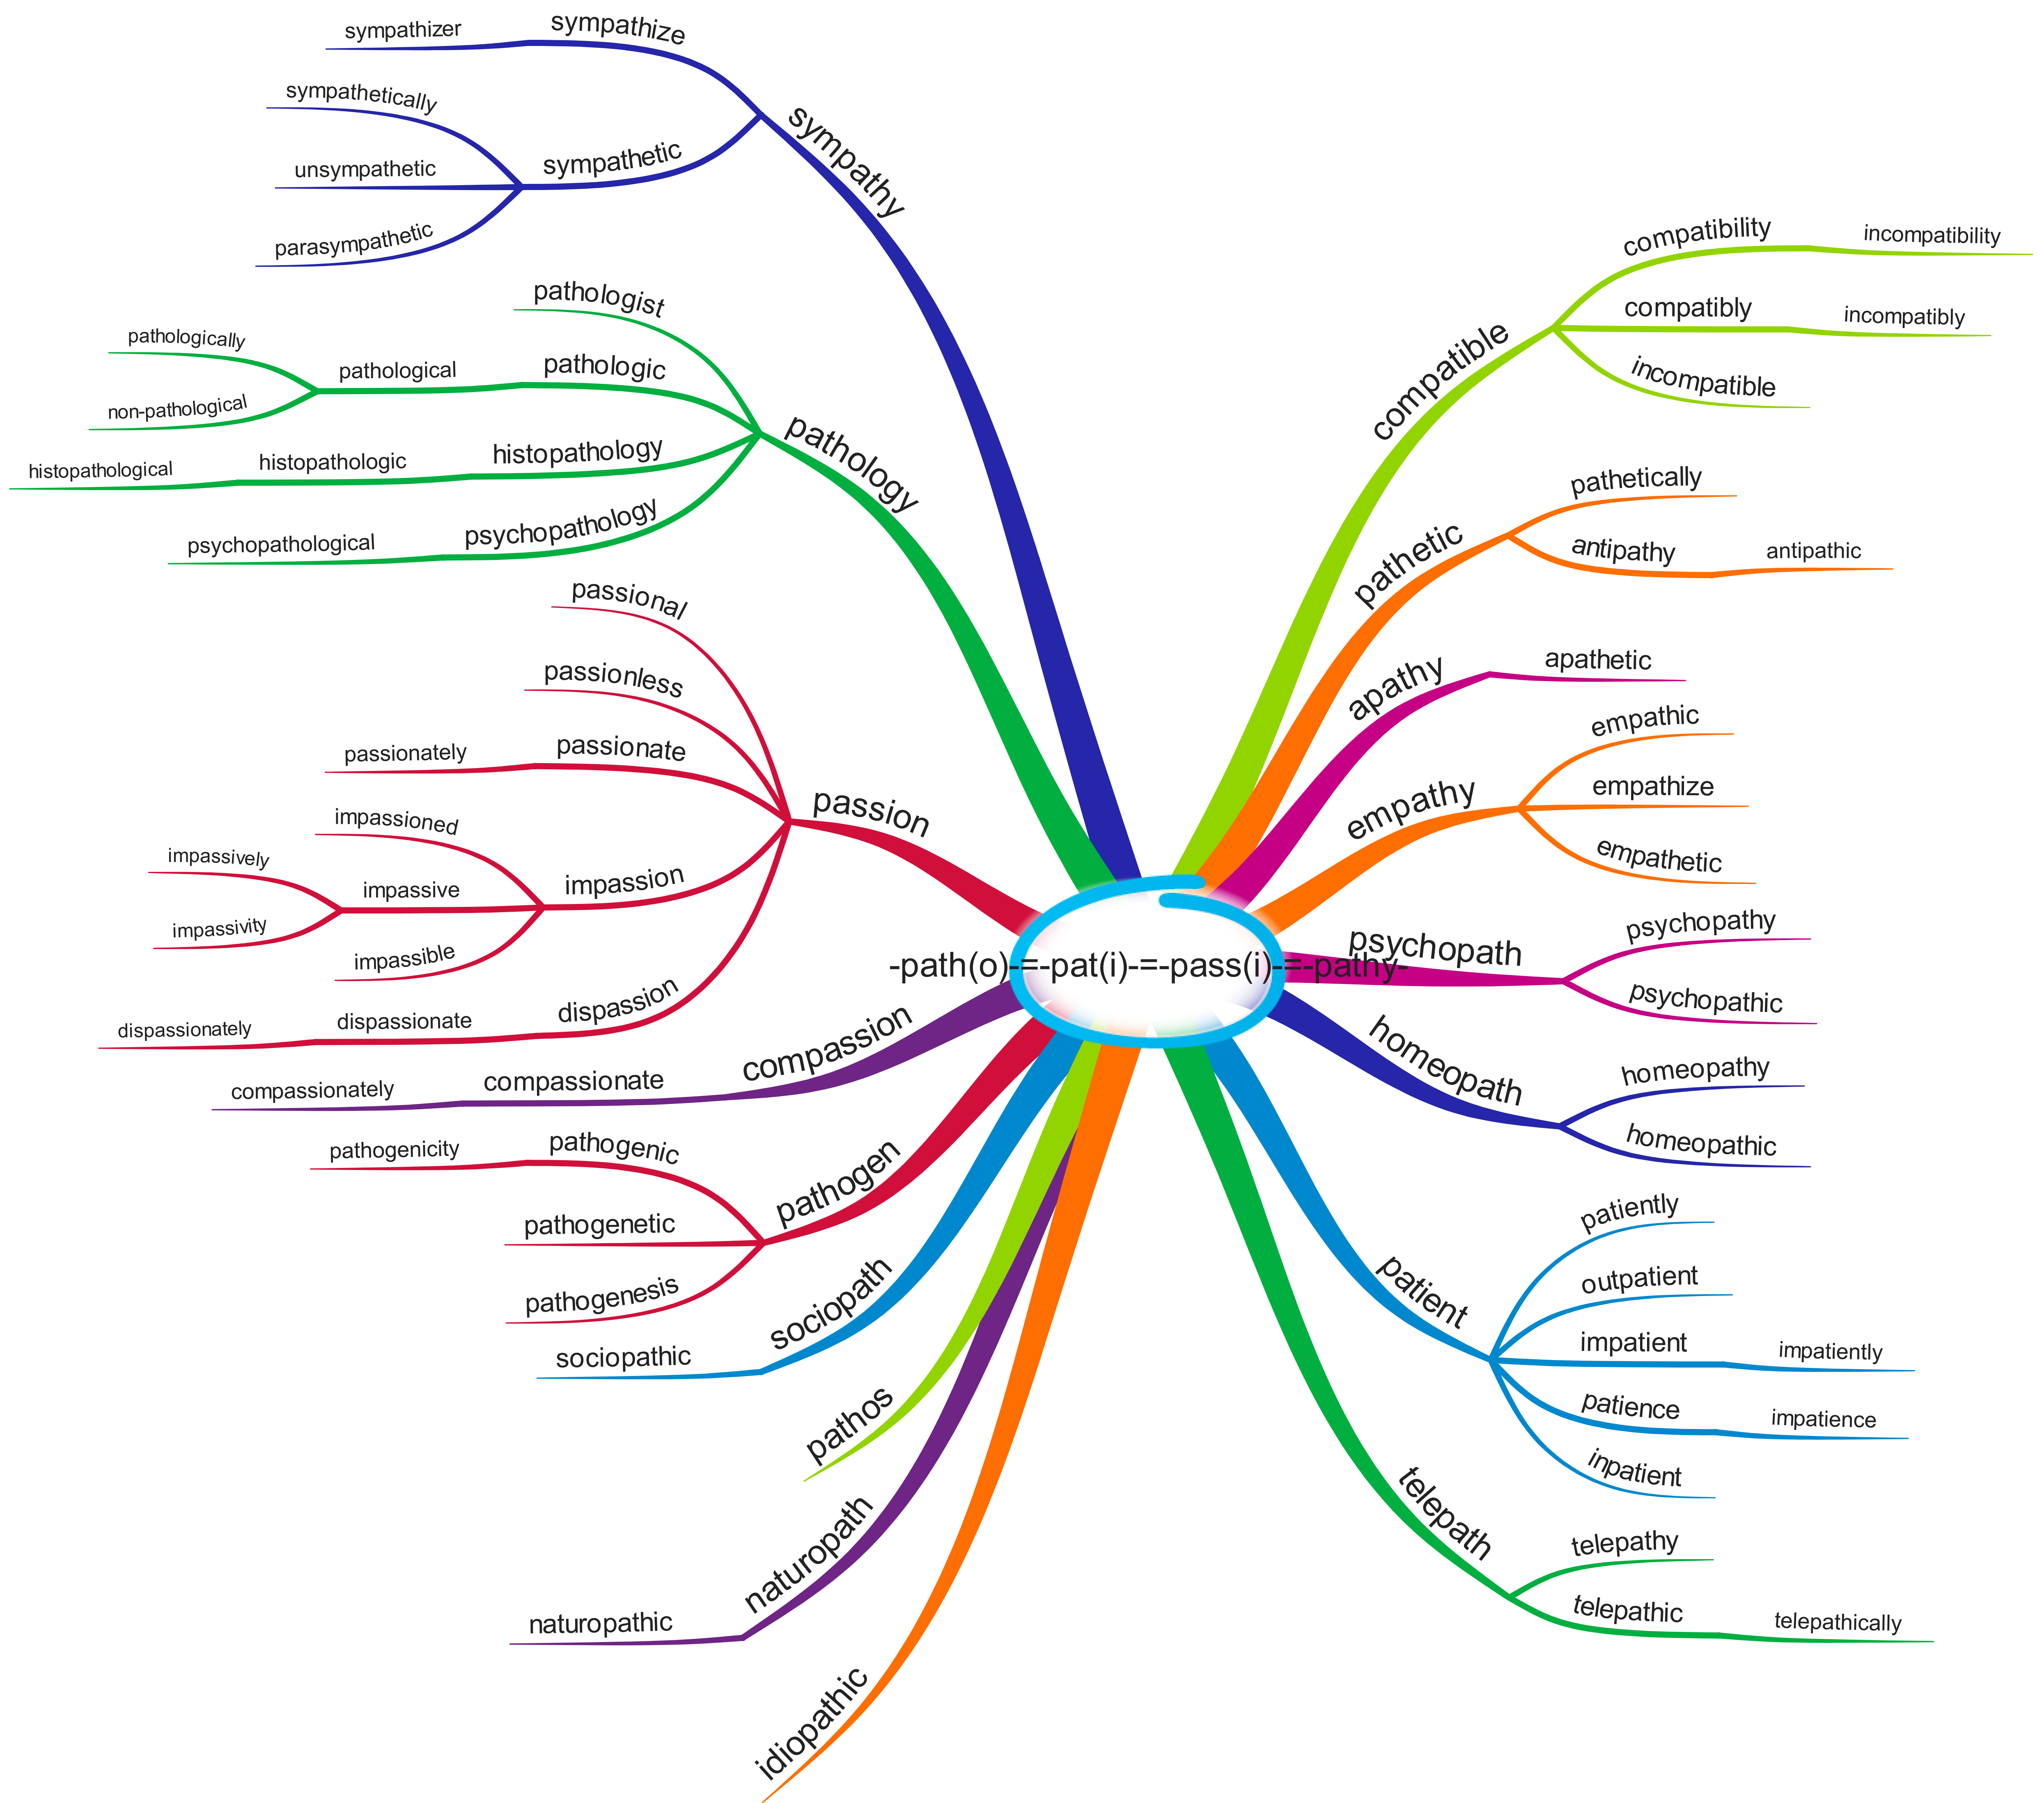 -path(o)-=-pat(i)-=-pass(i)-=-pathy-
compatible
compatibility
incompatibility
compatibly
incompatibly
incompatible
pathetic
pathetically
antipathy
antipathic
apathy
apathetic
empathy
empathic
empathize
empathetic
psychopath
psychopathy
psychopathic
homeopath
homeopathy
homeopathic
patient
patiently
outpatient
impatient
impatiently
patience
impatience
inpatient
telepath
telepathy
telepathic
telepathically
sympathy
sympathize
sympathizer
sympathetic
sympathetically
unsympathetic
parasympathetic
pathology
pathologist
pathologic
pathological
pathologically
non-pathological
histopathology
histopathologic
histopathological
psychopathology
psychopathological
passion
passional
passionless
passionate
passionately
impassion
impassioned
impassive
impassively
impassivity
impassible
dispassion
dispassionate
dispassionately
compassion
compassionate
compassionately
pathogen
pathogenic
pathogenicity
pathogenetic
pathogenesis
sociopath
sociopathic
pathos
naturopath
naturopathic
idiopathic